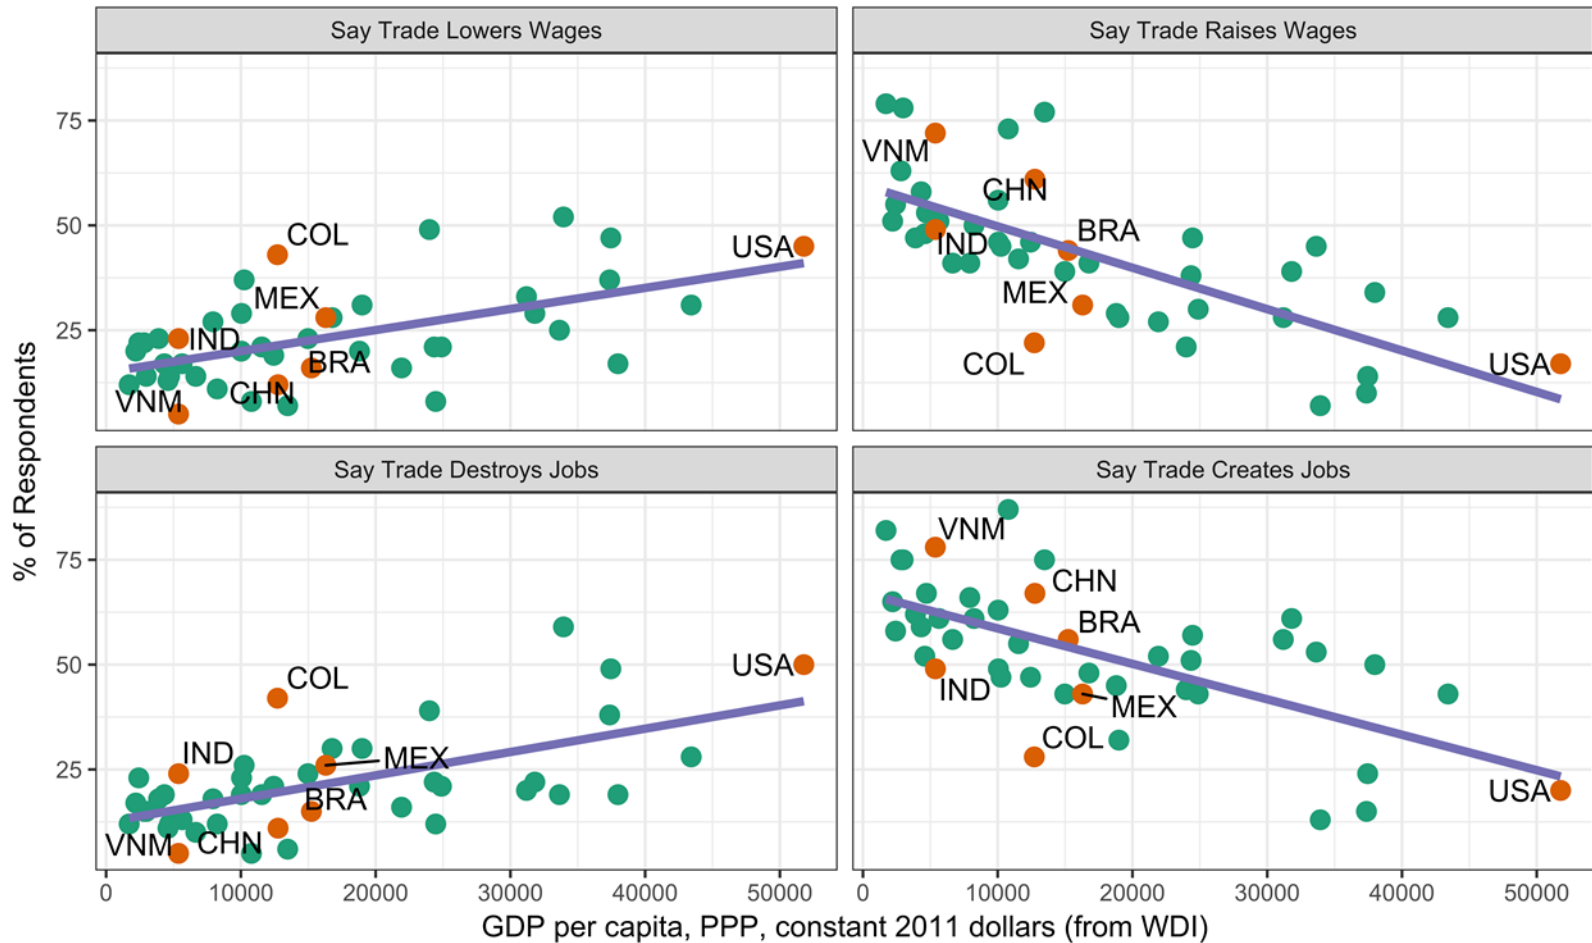 Say Trade Lowers Wages
Say Trade Raises Wages
75
50
25
COL
MEX
IND
BRA
CHN
VNM
USA
VNM
CHN
BRA
IND
MEX
COL
USA
% of Respondents
Say Trade Destroys Jobs
Say Trade Creates Jobs
75
50
25
COL
USA
IND
MEX
BRA
VNM
CHN
VNM
CHN
BRA
IND
MEX
COL
USA
0 10000 20000 30000 40000 50000
0 10000 20000 30000 40000 50000
GDP per capita, PPP, constant 2011 dollars (from WDI)